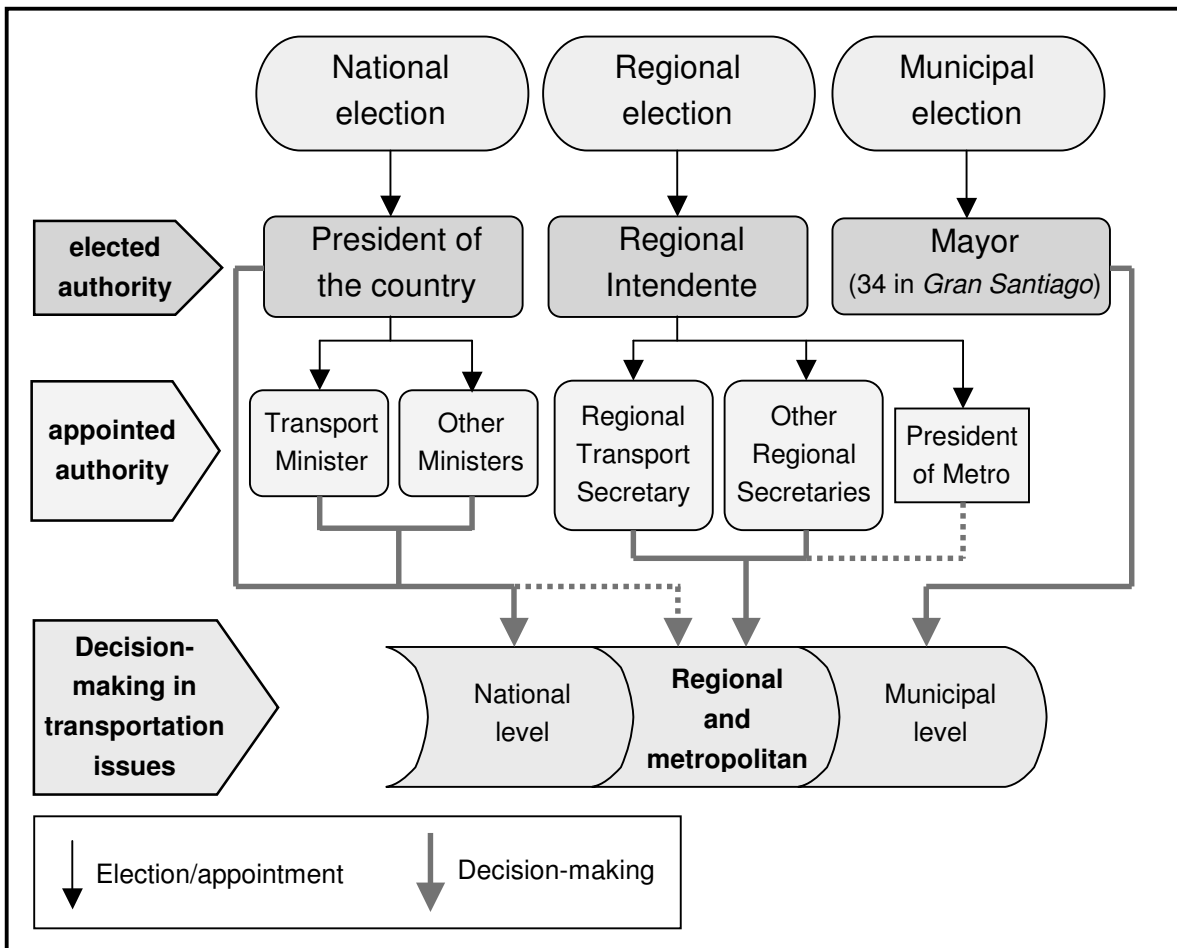 National
election
Regional
election
Municipal
election
elected
authority
President of
the country
Regional
Intendente
Mayor
(34 in Gran Santiago)
appointed
authority
Transport
Minister
Other
Ministers
Regional
Transport
Secretary
Other
Regional
Secretaries
President
of Metro
Decision-
making in
transportation
issues
National
level
Regional
and
metropolitan
Municipal
level
Election/appointment
Decision-making